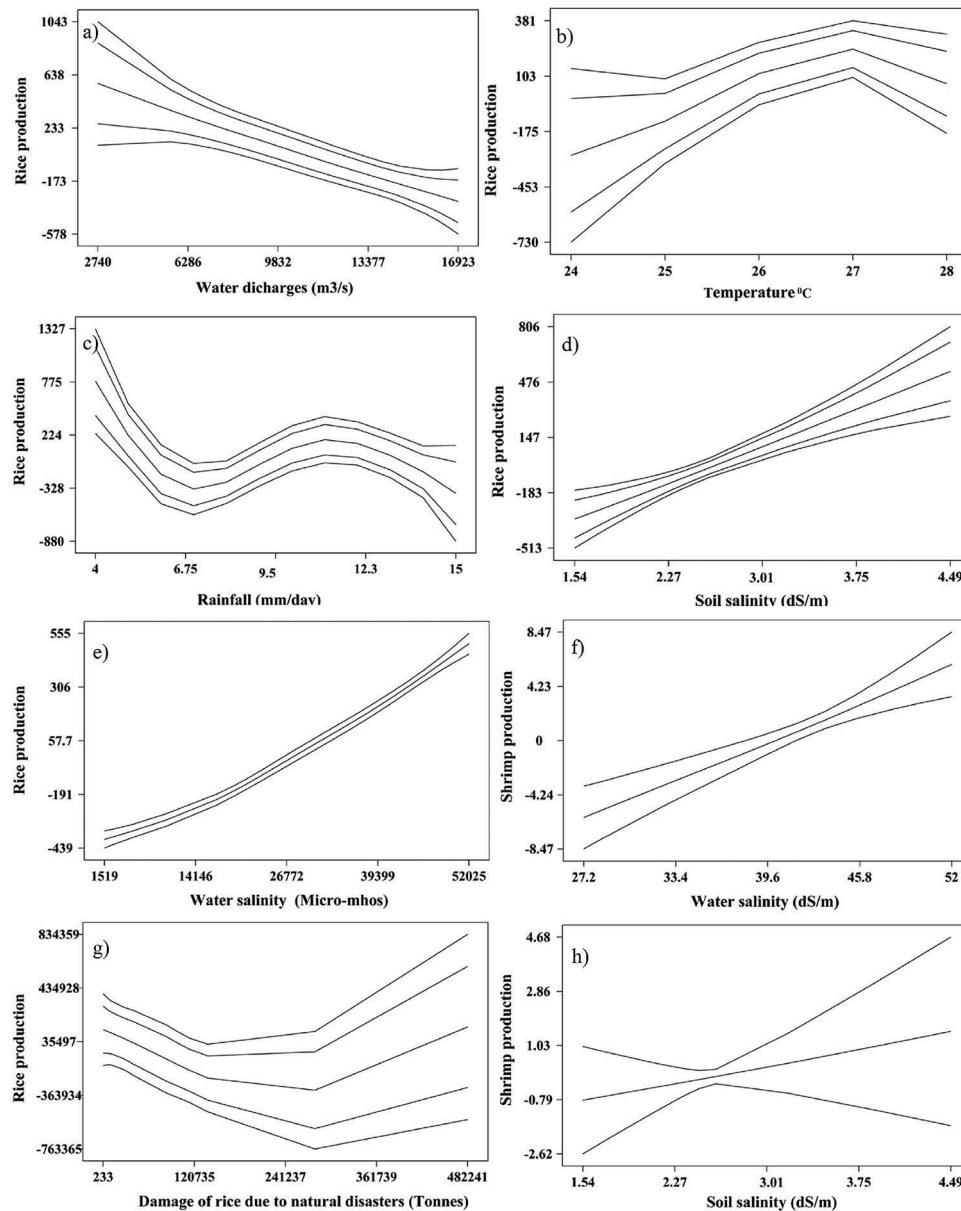 a)
Rice production
1043
638
233
-173
-578
2740 6286 9832 13377 16923
Water dicharges (m3/s)
b)
Rice production
381
103
-175
-453
-730
24 25 26 27 28
Temperature ⁰C
c)
Rice production
1327
775
224
-328
-880
4 6.75 9.5 12.3 15
Rainfall (mm/day)
d)
Rice production
806
476
147
-183
-513
1.54 2.27 3.01 3.75 4.49
Soil salinity (dS/m)
e)
Rice production
555
306
57.7
-191
-439
1519 14146 26772 39399 52025
Water salinity (Micro-mhos)
f)
Shrimp production
8.47
4.23
0
-4.24
-8.47
27.2 33.4 39.6 45.8 52
Water salinity (dS/m)
g)
Rice production
834359
434928
35497
-363934
-763365
233 120735 241237 361739 482241
Damage of rice due to natural disasters (Tonnes)
h)
Shrimp production
4.68
2.86
1.03
-0.79
-2.62
1.54 2.27 3.01 3.75 4.49
Soil salinity (dS/m)